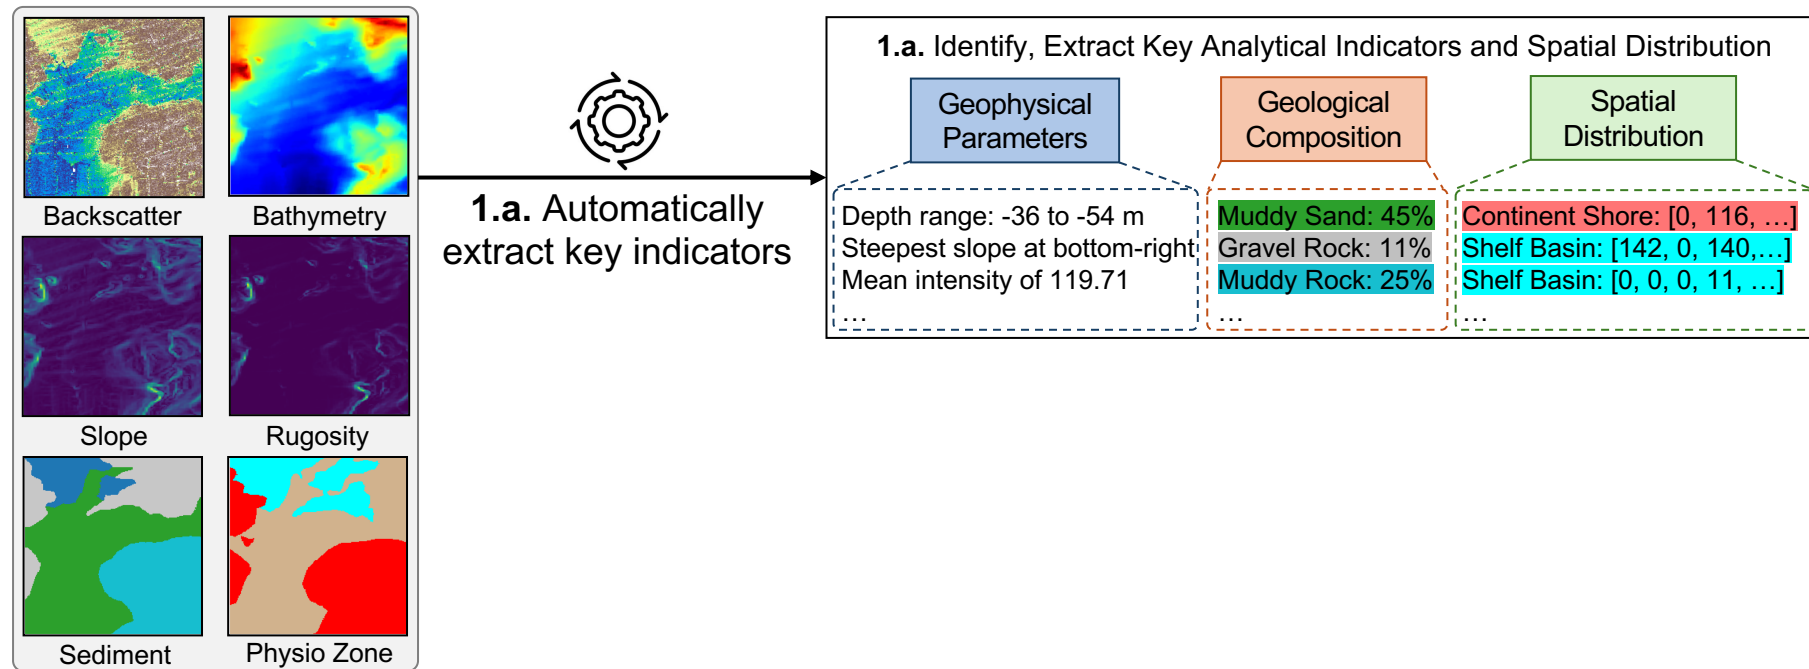 Backscatter
Bathymetry
Slope
Rugosity
Sediment
Physio Zone
1.a. Automatically
extract key indicators
1.a. Identify, Extract Key Analytical Indicators and Spatial Distribution
Geophysical
Parameters
Depth range: -36 to -54 m
Steepest slope at bottom-right
Mean intensity of 119.71
…
Geological
Composition
Muddy Sand: 45%
Gravel Rock: 11%
Muddy Rock: 25%
…
Spatial
Distribution
Continent Shore: [0, 116, …]
Shelf Basin: [142, 0, 140,…]
Shelf Basin: [0, 0, 0, 11, …]
…